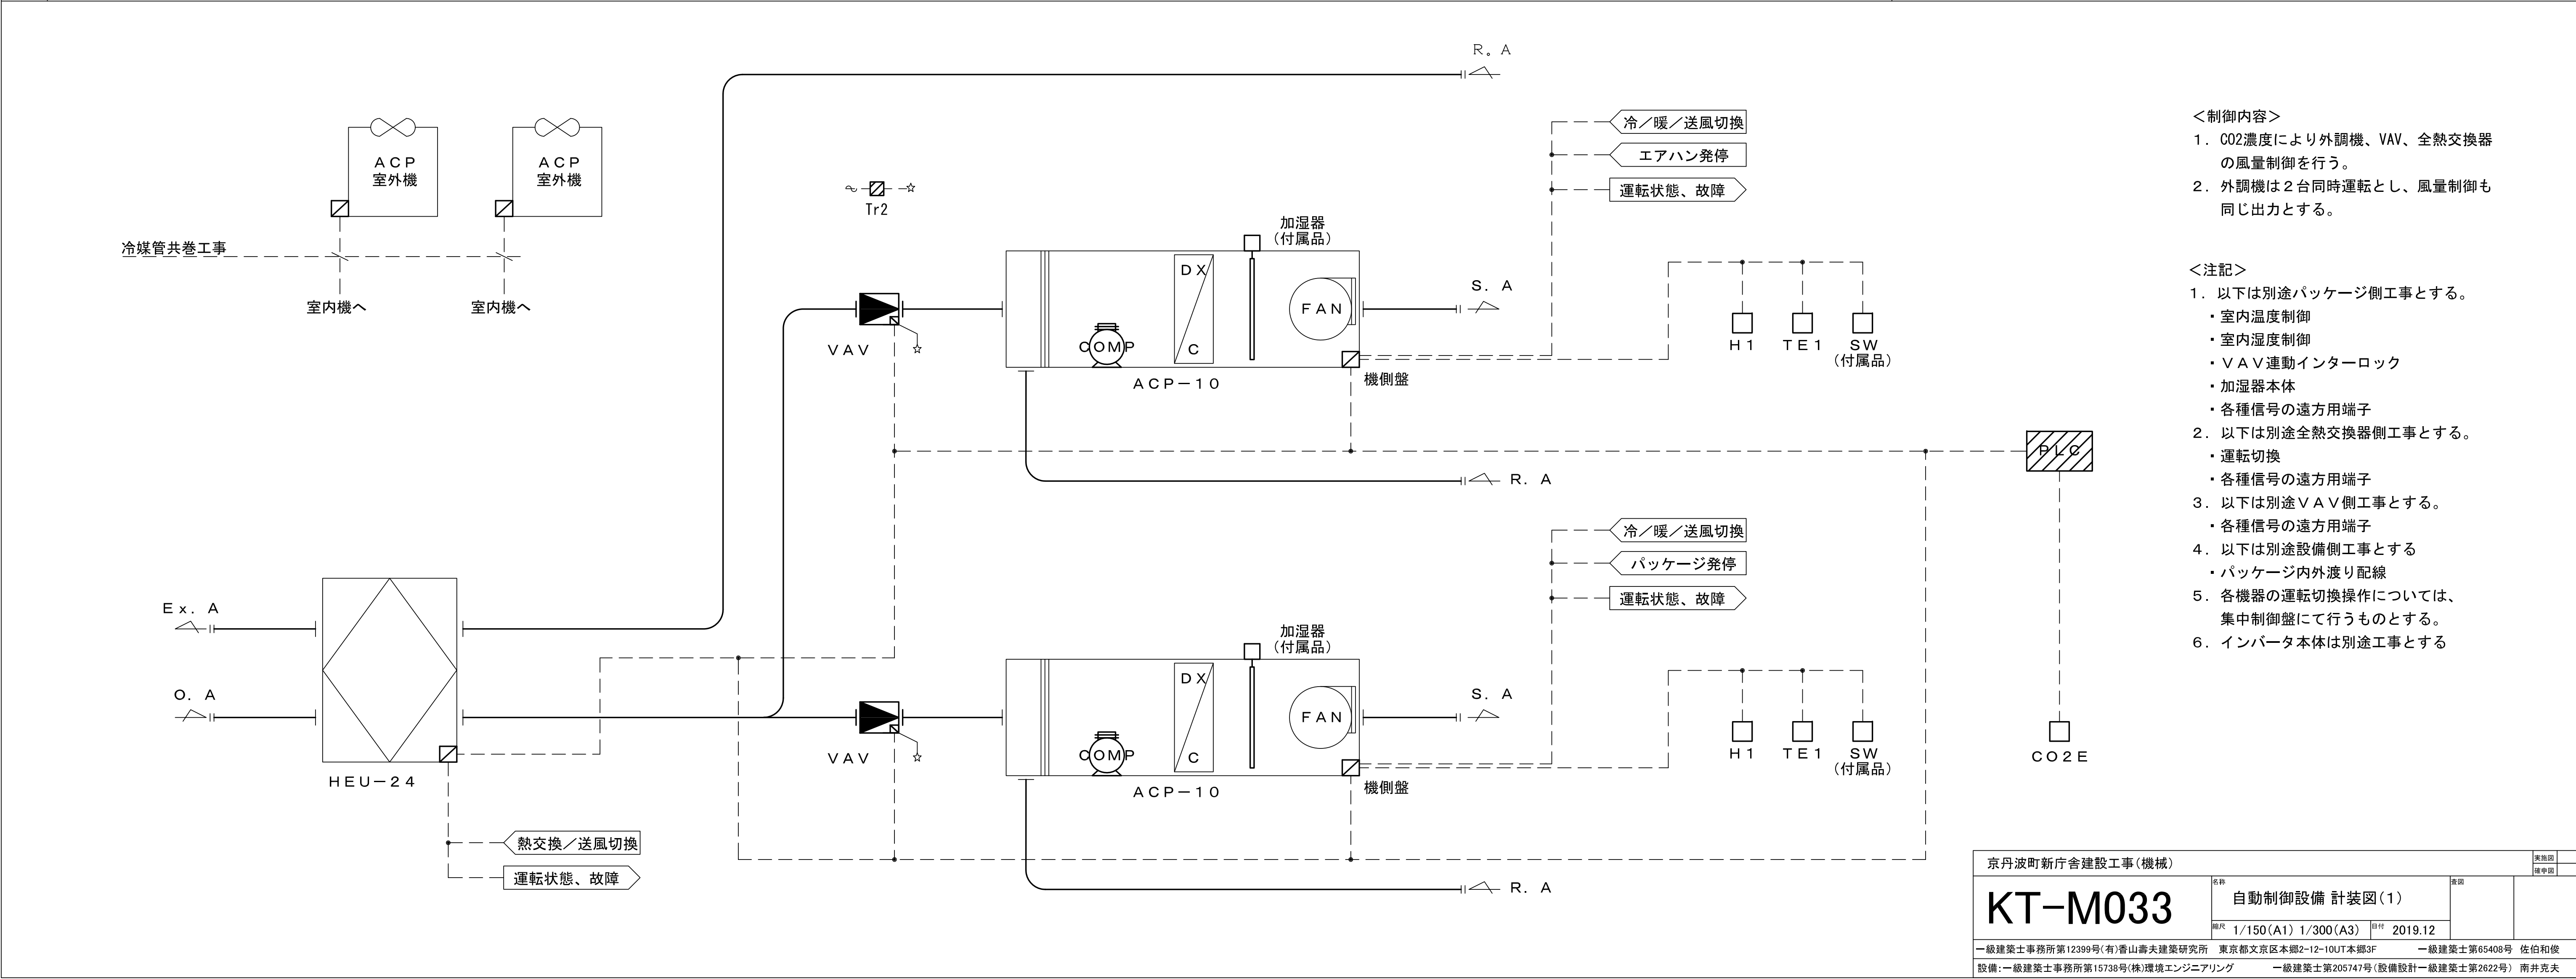 R. A
ACP
室外機
ACP
室外機
冷媒管共巻工事
室内機へ
室内機へ
Tr2
加湿器
(付属品)
DX
C
COMP
FAN
VAV
ACP-10
機側盤
S. A
R. A
冷/暖/送風切換
エアハン発停
運転状態、故障
H1
TE1
SW
(付属品)
PLC
CO2E
Ex. A
O. A
HEU-24
熱交換/送風切換
運転状態、故障
加湿器
(付属品)
DX
C
COMP
FAN
VAV
ACP-10
機側盤
S. A
R. A
冷/暖/送風切換
パッケージ発停
運転状態、故障
H1
TE1
SW
(付属品)
<制御内容>
1. CO2濃度により外調機、VAV、全熱交換器
の風量制御を行う。
2. 外調機は2台同時運転とし、風量制御も
同じ出力とする。
<注記>
1. 以下は別途パッケージ側工事とする。
・室内温度制御
・室内湿度制御
・VAV連動インターロック
・加湿器本体
・各種信号の遠方用端子
2. 以下は別途全熱交換器側工事とする。
・運転切換
・各種信号の遠方用端子
3. 以下は別途VAV側工事とする。
・各種信号の遠方用端子
4. 以下は別途設備側工事とする
・パッケージ内外渡り配線
5. 各機器の運転切換操作については、
集中制御盤にて行うものとする。
6. インバータ本体は別途工事とする
京丹波町新庁舎建設工事(機械)
実施図
確申図
KT-M033
名称
自動制御設備 計装図(1)
査図
縮尺 1/150(A1) 1/300(A3)
日付 2019.12
一級建築士事務所第12399号(有)香山壽夫建築研究所 東京都文京区本郷2-12-10UT本郷3F 一級建築士第65408号 佐伯和俊
設備:一級建築士事務所第15738号(株)環境エンジニアリング 一級建築士第205747号(設備設計一級建築士第2622号) 南井克夫